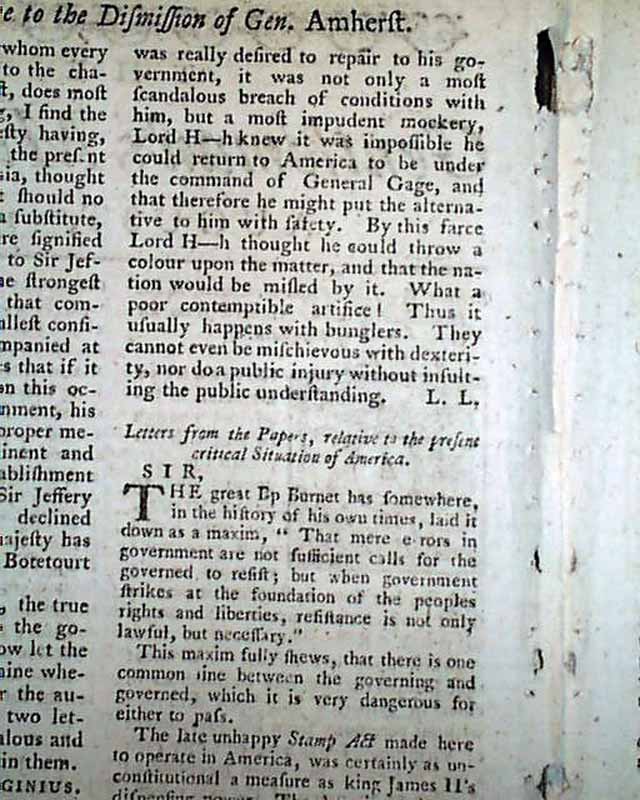 e to the Diſmiſſion of Gen. Amherſt.
whom every
to the cha-
ſt, does moſt
, I find the
eſty having,
the preſ.nt
ia, thought
ſhould no
a ſubſtitute,
re ſignified
to Sir Jef-
e ſtrongeſt
that com-
alleſt confi-
mpanied at
s that if it
on this oc-
nment, his
proper me-
inent and
abliſhment
Sir Jeffery
declined
ajeſty has
Botetourt
, the true
the go-
ow let the
mine whe-
r the au-
two let-
alous and
in them.
GINIUS.
was really deſired to repair to his go-
vernment, it was not only a moſt
ſcandalous breach of conditions with
him, but a moſt impudent mockery,
Lord H—h knew it was impoſſible he
could return to America to be under
the command of General Gage, and
that therefore he might put the alterna-
tive to him with ſafety. By this farce
Lord H—h thought he could throw a
colour upon the matter, and that the na-
tion would be miſled by it. What a
poor contemptible artifice! Thus it
uſually happens with bunglers. They
cannot even be miſchievous with dexteri-
ty, nor do a public injury without inſult-
ing the public underſtanding. L. L.
Letters from the Papers, relative to the preſent
critical Situation of America.
SIR,
THE great Bp Burnet has ſomewhere,
in the hiſtory of his own times, laid it
down as a maxim, " That mere e·rors in
government are not ſufficient calls for the
governed to reſiſt; but when government
ſtrikes at the foundation of the peoples
rights and liberties, reſiſtance is not only
lawful, but neceſſary."
This maxim fully ſhews, that there is one
common line between the governing and
governed, which it is very dangerous for
either to paſs.
The late unhappy Stamp Act made here
to operate in America, was certainly as un-
conſtitutional a meaſure as king James II's
diſpenſing power.